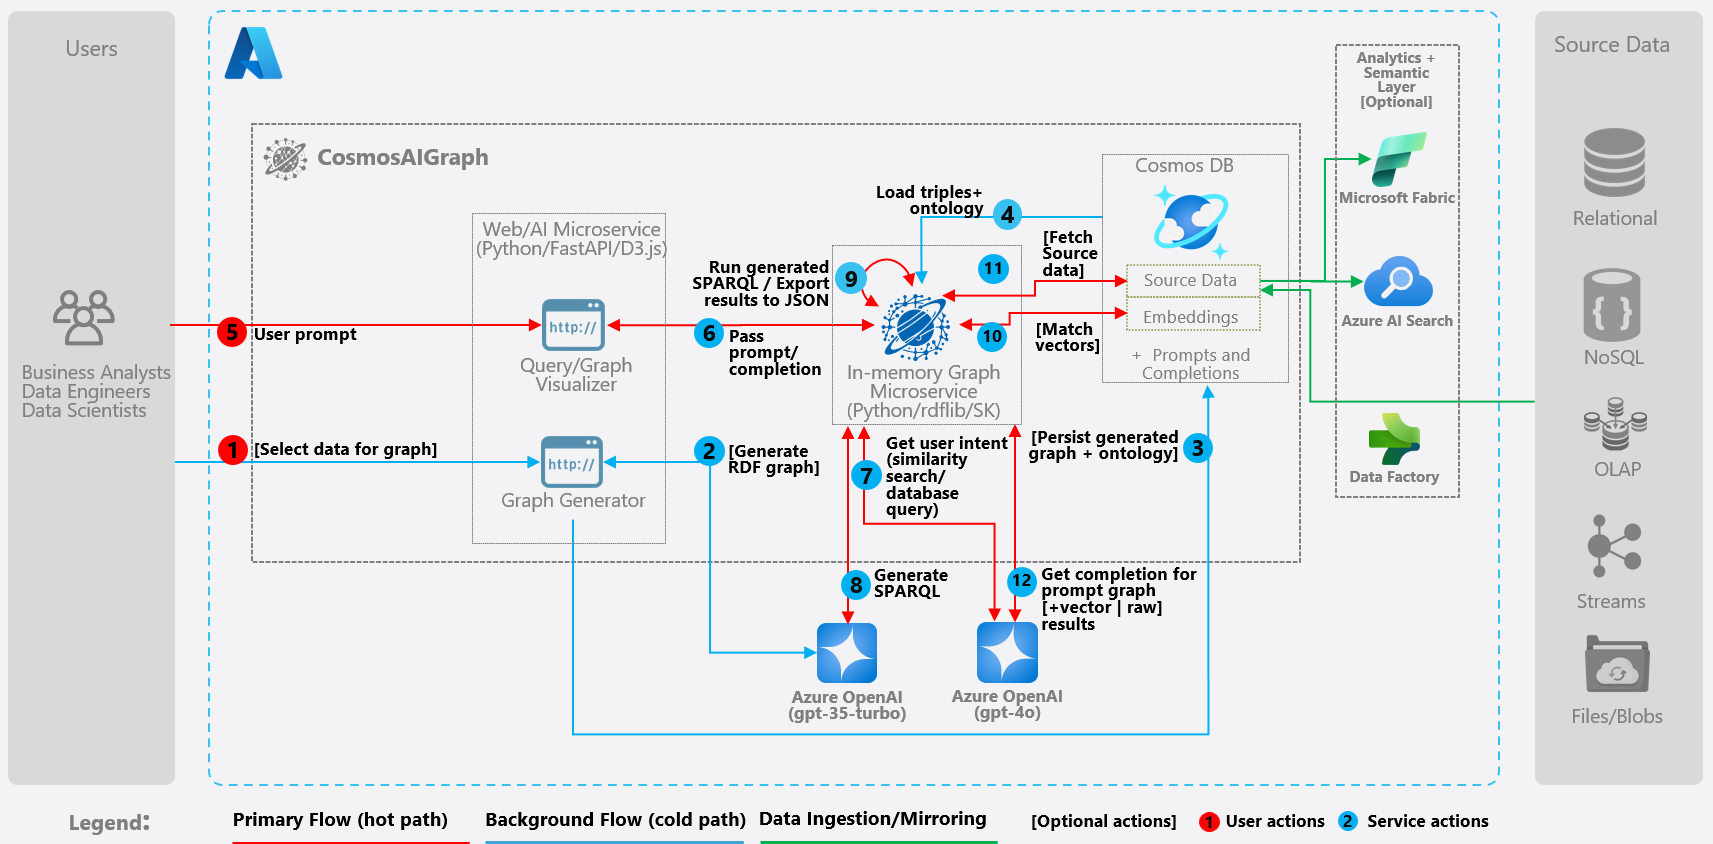 Users
Business Analysts
Data Engineers
Data Scientists
CosmosAIGraph
Web/AI Microservice
(Python/FastAPI/D3.js)
http://
Query/Graph
Visualizer
http://
Graph Generator
5
User prompt
1
[Select data for graph]
Run generated
SPARQL / Export
results to JSON
9
6
Pass
prompt/
completion
2
[Generate
RDF graph]
Load triples+
ontology
4
11
10
In-memory Graph
Microservice
(Python/rdflib/SK)
[Fetch
Source
data]
[Match
vectors]
Cosmos DB
Source Data
Embeddings
+ Prompts and
Completions
7
Get user intent
(similarity
search/
database
query)
[Persist generated
graph + ontology]
3
8
Generate
SPARQL
12
Get completion for
prompt graph
[+vector | raw]
results
Azure OpenAI
(gpt-35-turbo)
Azure OpenAI
(gpt-4o)
Analytics +
Semantic
Layer
[Optional]
Microsoft Fabric
Azure AI Search
Data Factory
Source Data
Relational
{ }
NoSQL
OLAP
Streams
Files/Blobs
Legend:
Primary Flow (hot path)
Background Flow (cold path)
Data Ingestion/Mirroring
[Optional actions]
1 User actions
2 Service actions